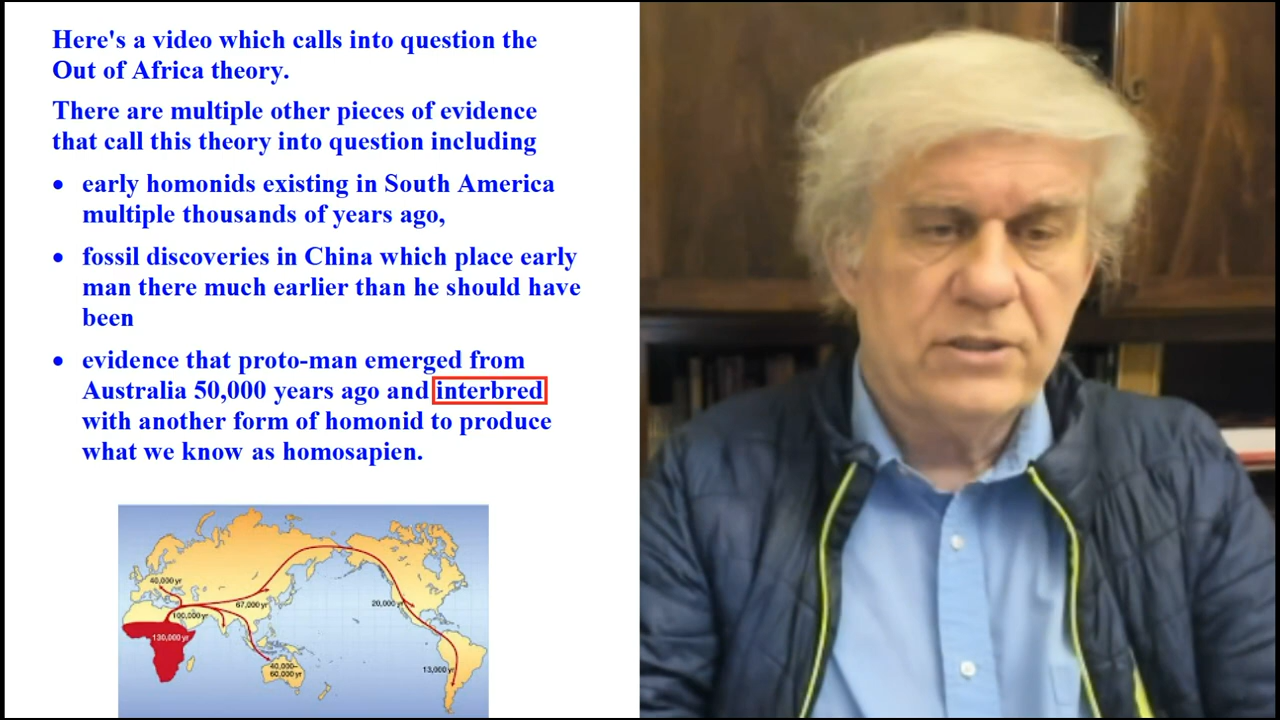 Here's a video which calls into question the
Out of Africa theory.
There are multiple other pieces of evidence
that call this theory into question including
• early homonids existing in South America
multiple thousands of years ago,
• fossil discoveries in China which place early
man there much earlier than he should have
been
• evidence that proto-man emerged from
Australia 50,000 years ago and interbred
with another form of homonid to produce
what we know as homosapien.
40,000 yr
67,000 yr
20,000 yr
100,000 yr
130,000 yr
40,000-
60,000 yr
13,000 yr